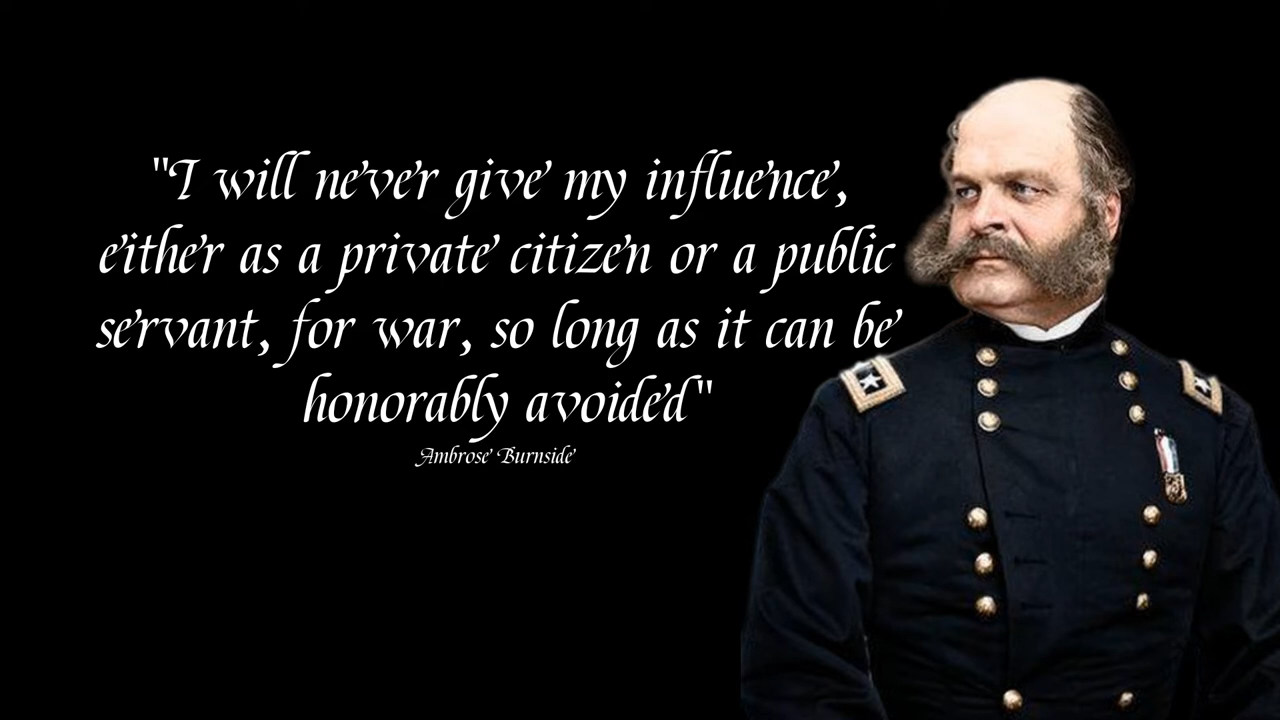 "I will never give my influence,
either as a private citizen or a public
servant, for war, so long as it can be
honorably avoided"
Ambrose Burnside